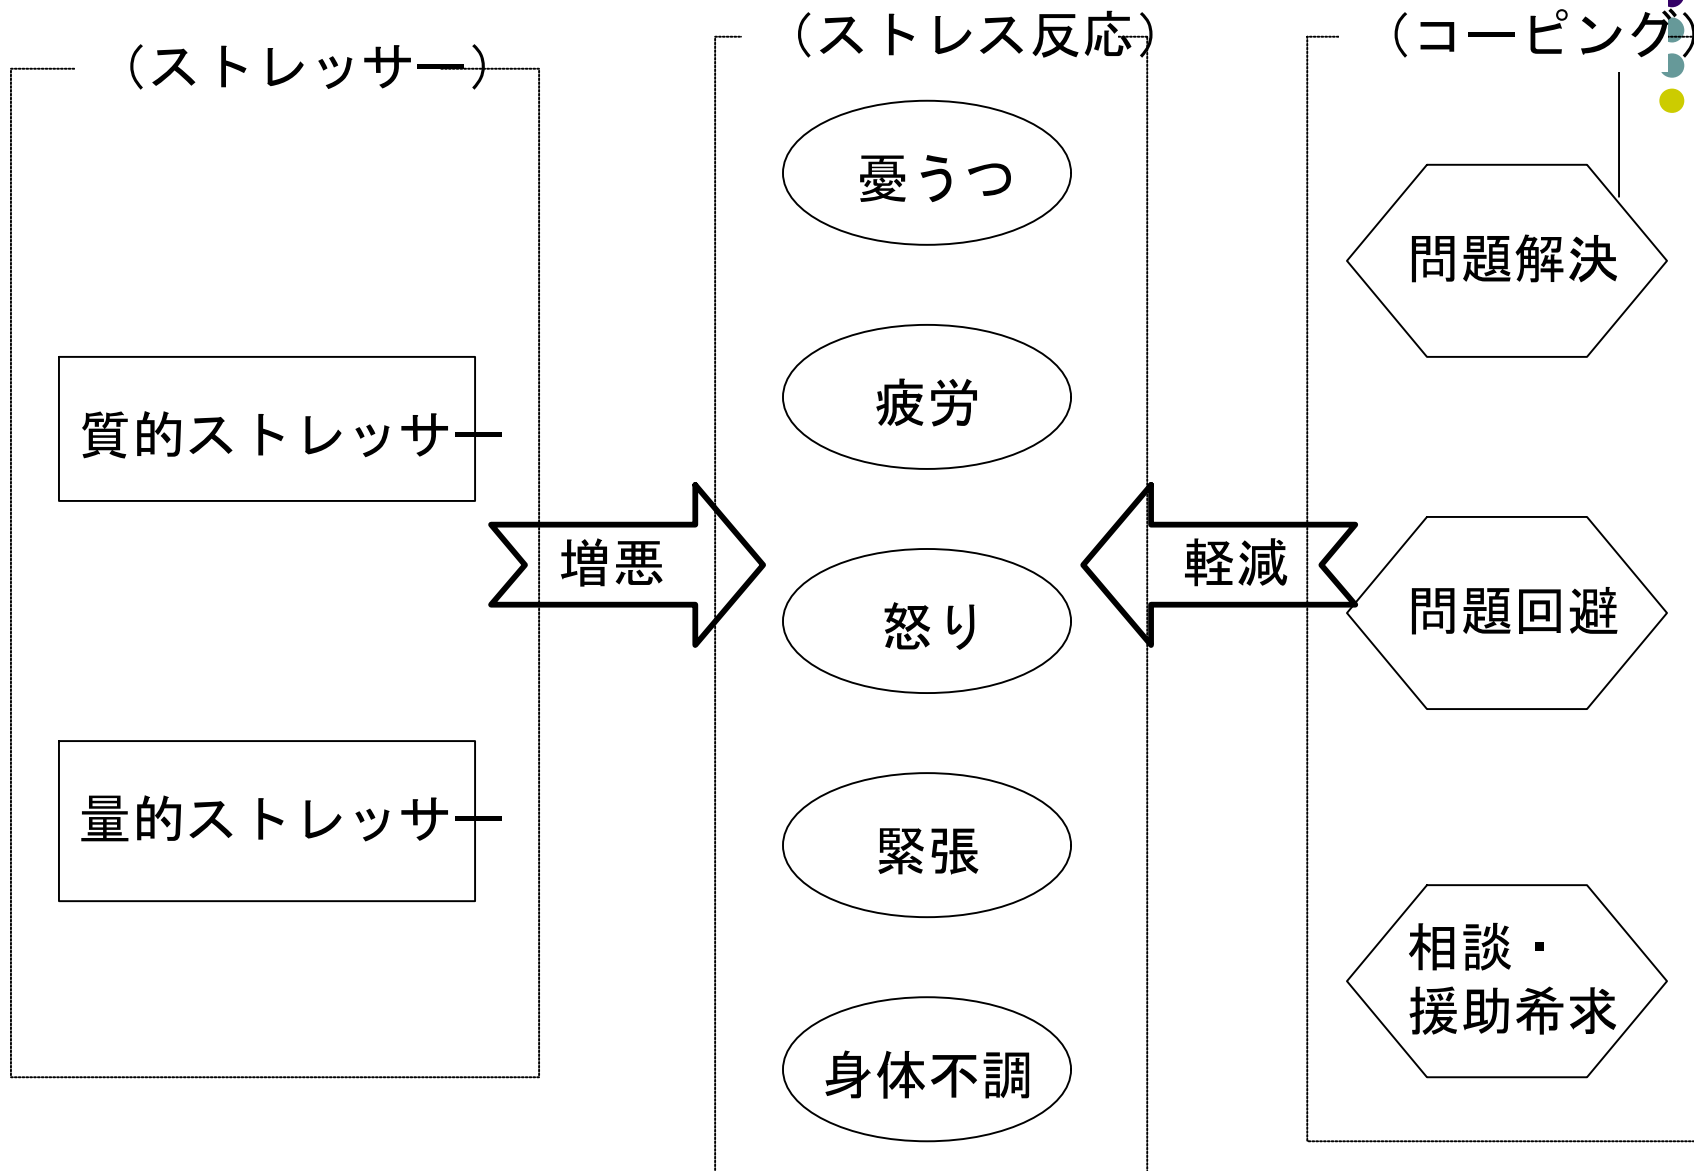 （ストレッサー）
質的ストレッサー
量的ストレッサー
増悪
（ストレス反応）
憂うつ
疲労
怒り
緊張
身体不調
軽減
（コーピング）
問題解決
問題回避
相談・
援助希求